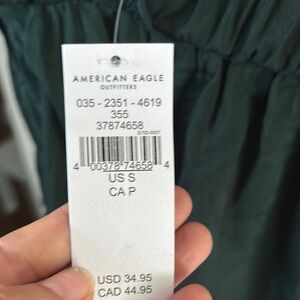 AMERICAN EAGLE
OUTFITTERS
035 - 2351 - 4619
355
37874658
4 00378 74658 4
US S
CA P
USD 34.95
CAD 44.95